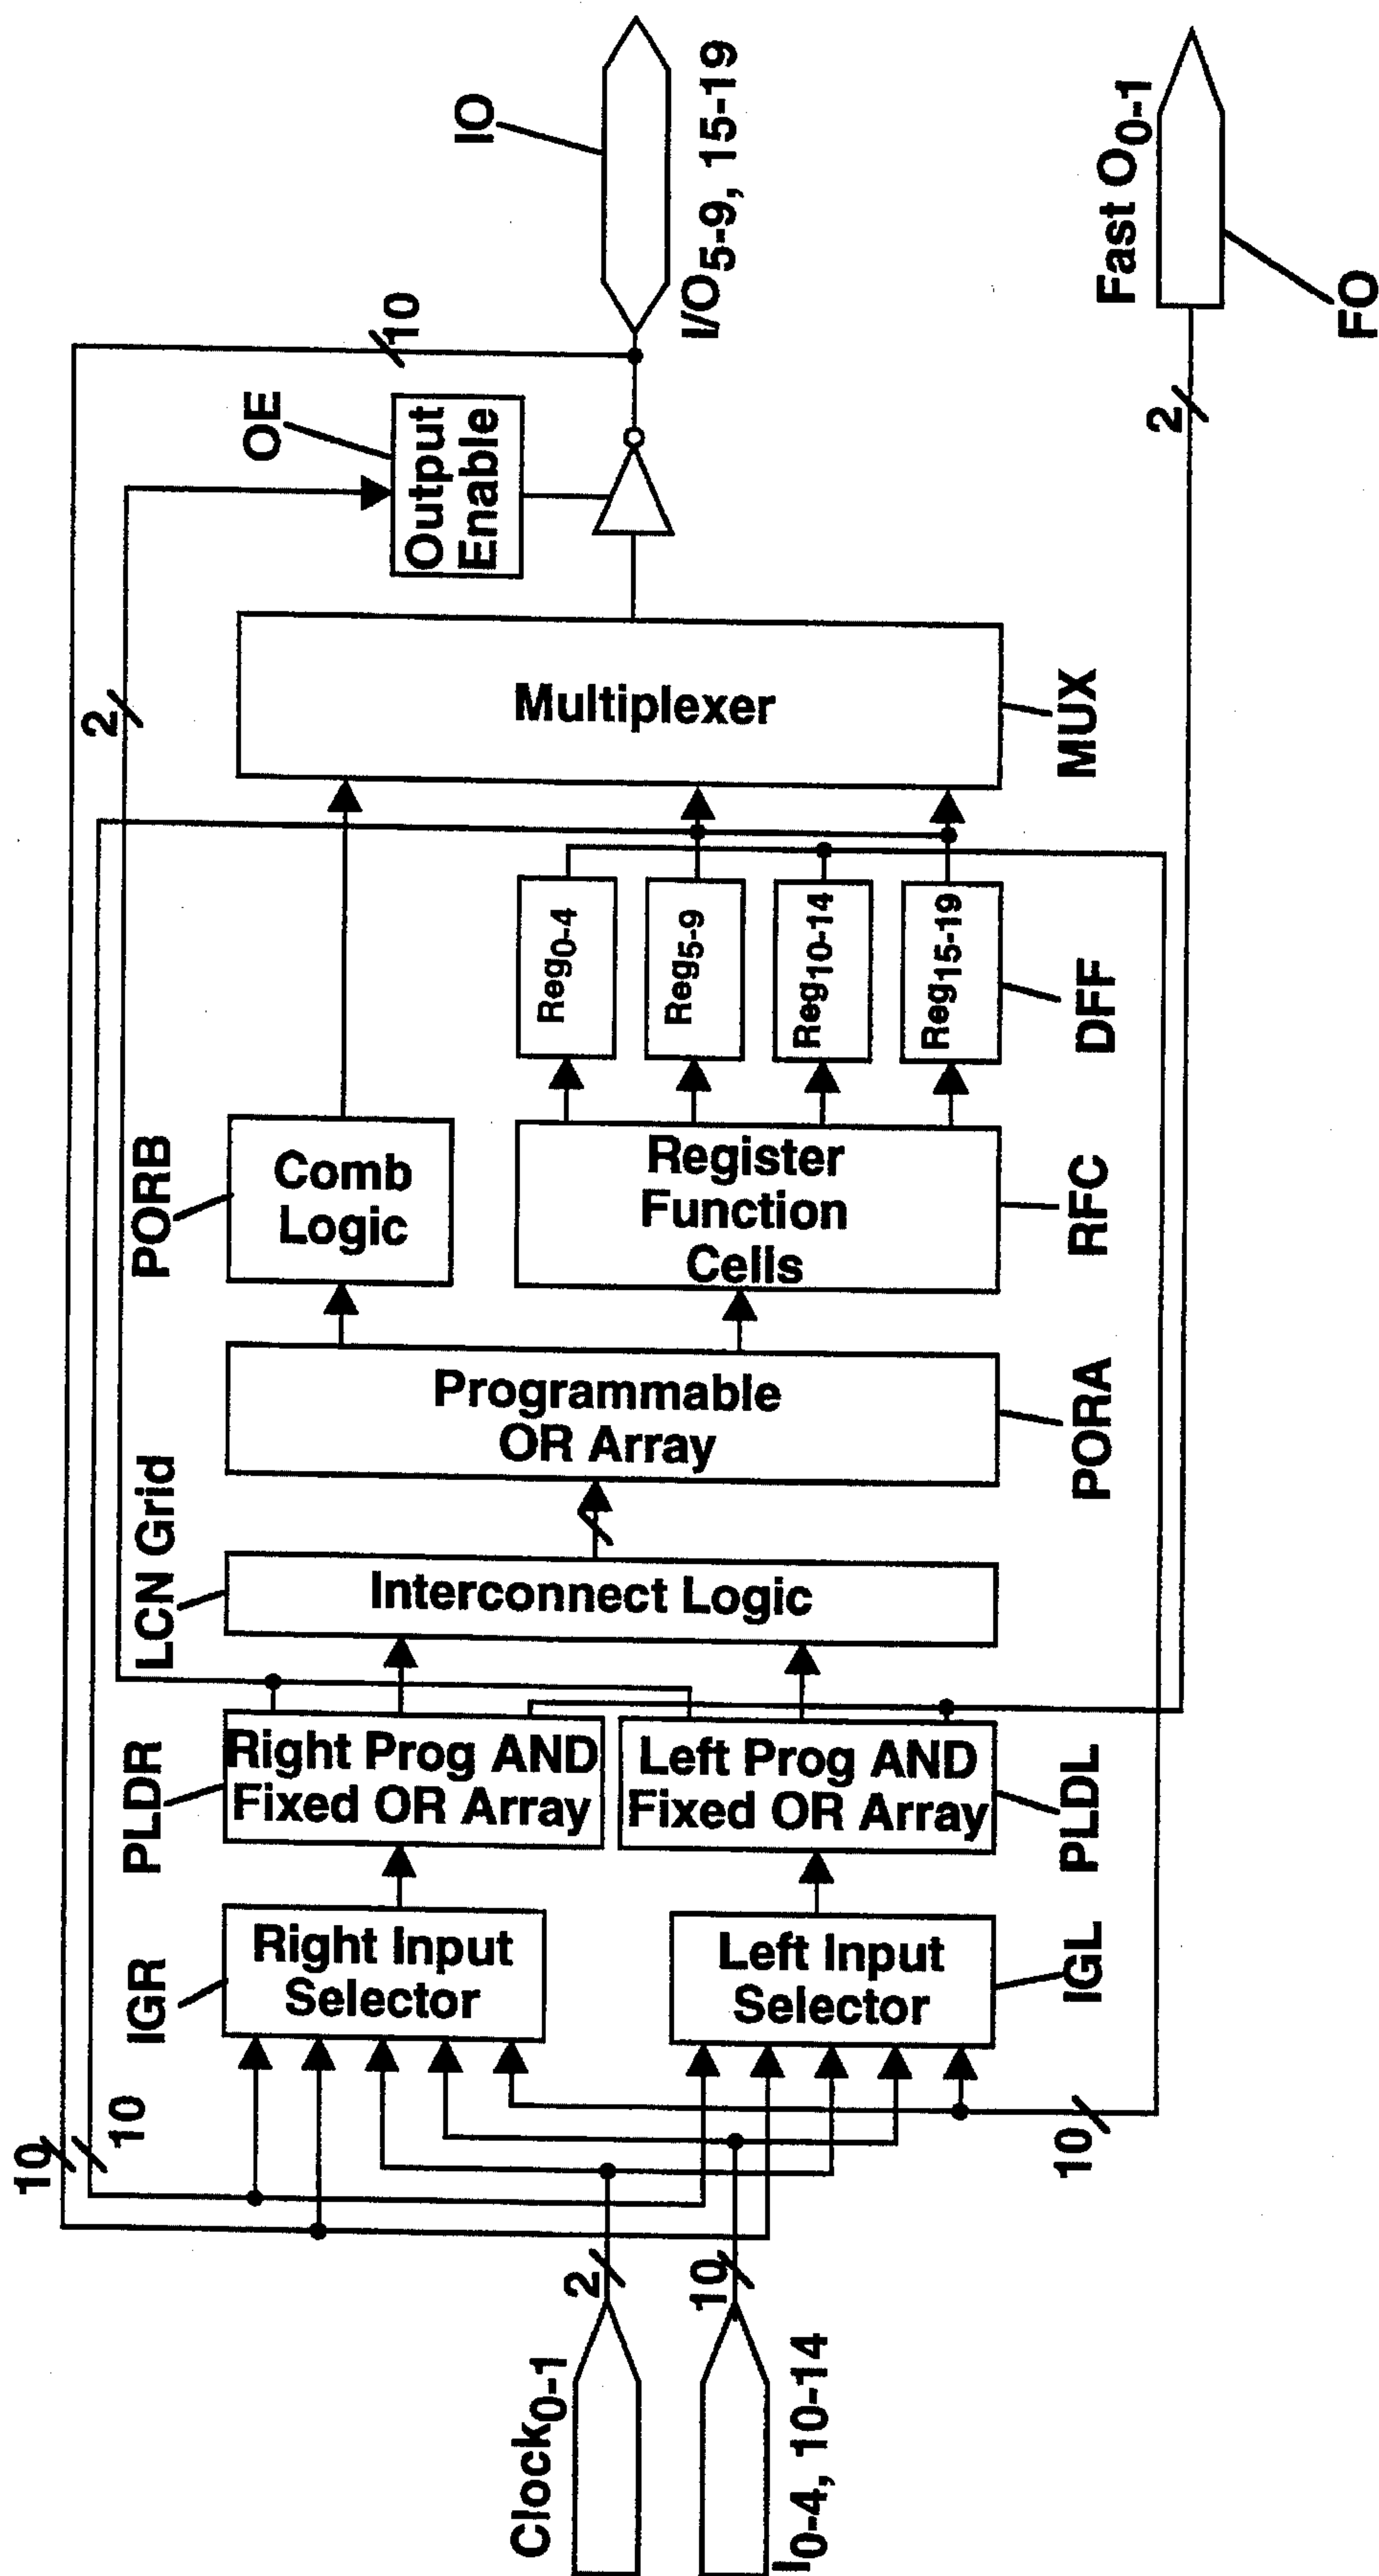 IO
I/O5-9, 15-19
Fast O0-1
FO
10
OE
Output
Enable
2
2
Multiplexer
MUX
Reg0-4
Reg5-9
Reg10-14
Reg15-19
DFF
PORB
Comb
Logic
Register
Function
Cells
RFC
Programmable
OR Array
PORA
LCN Grid
Interconnect Logic
PLDR
Right Prog AND
Fixed OR Array
Left Prog AND
Fixed OR Array
PLDL
IGR
Right Input
Selector
Left Input
Selector
IGL
10
10
10
2
10
Clock0-1
I0-4, 10-14